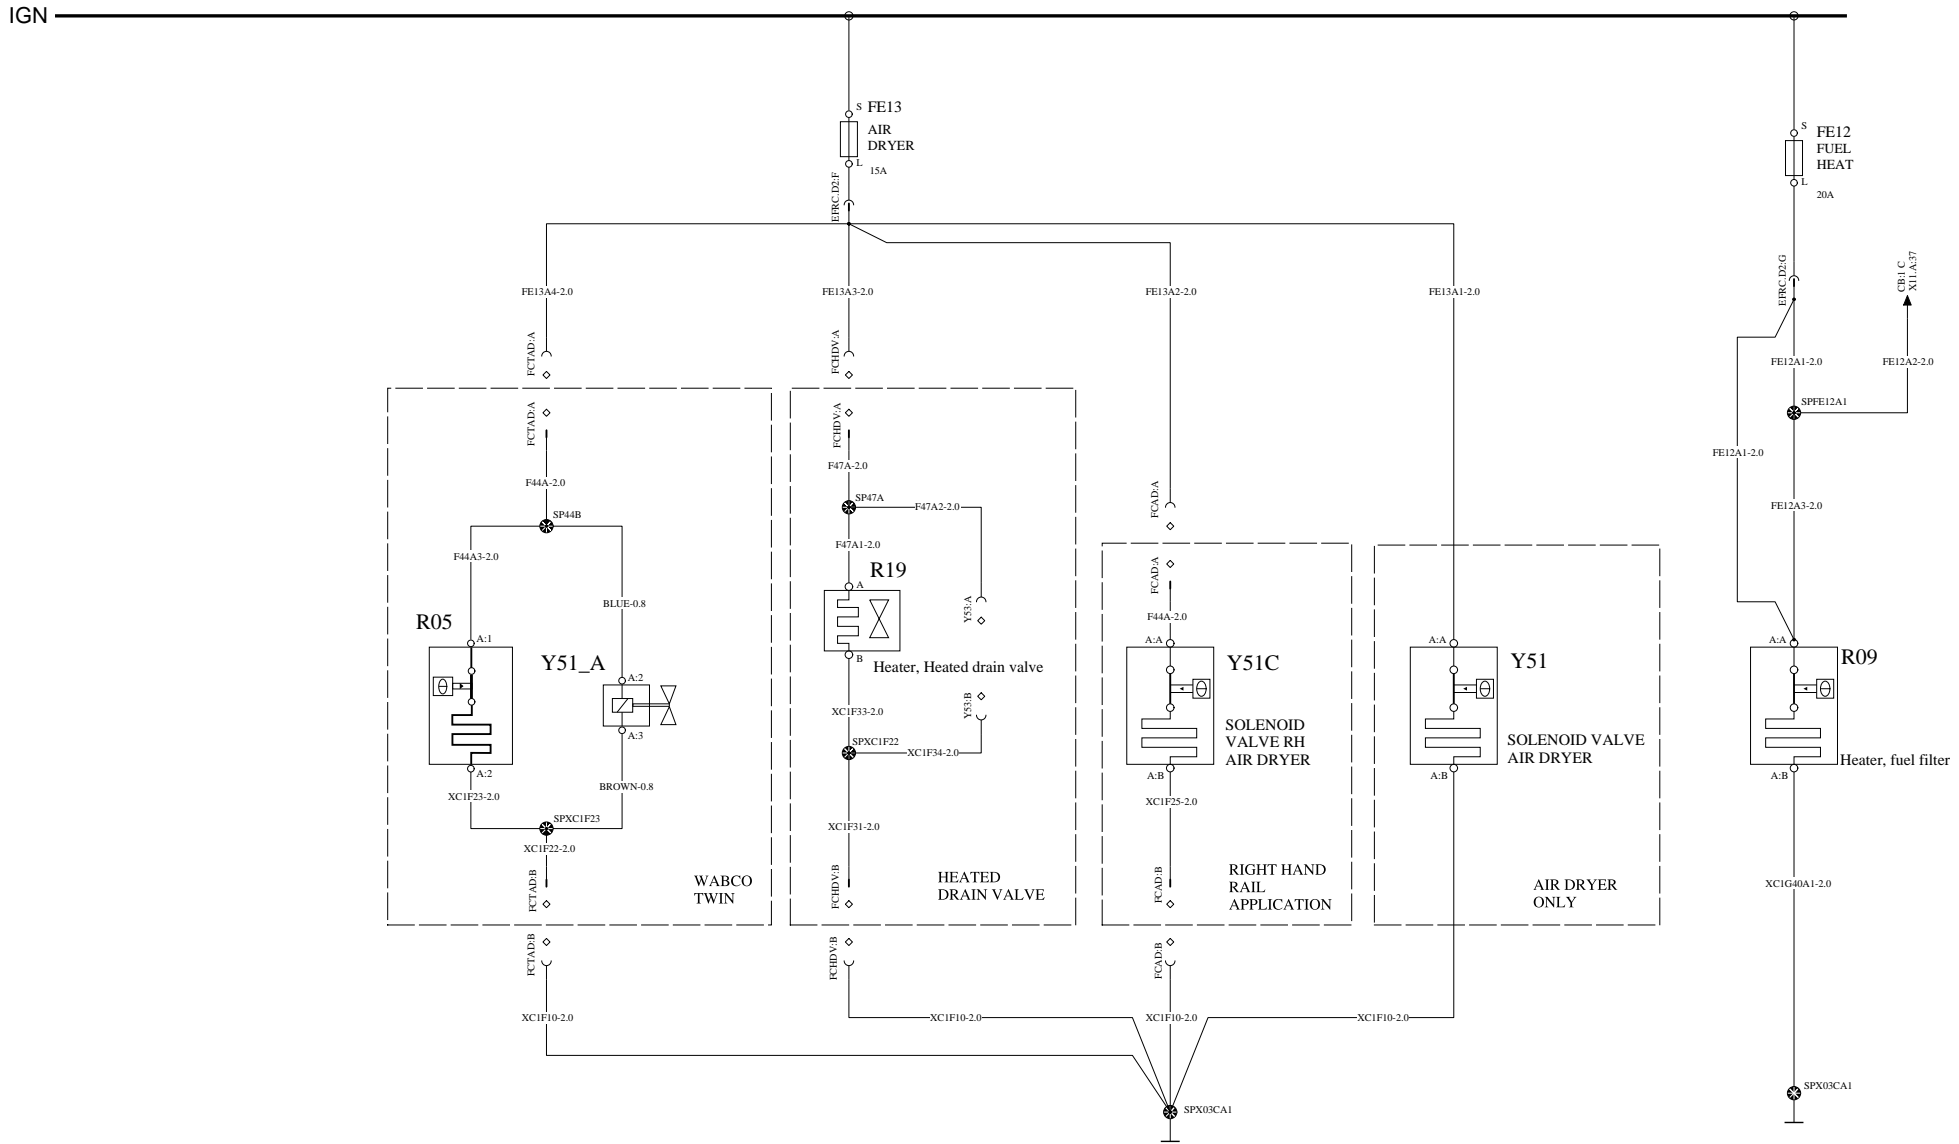 IGN
S FE13
AIR
DRYER
L
15A
EFRC.D2:F
S
FE12
FUEL
HEAT
L
20A
EFRC.D2:G
CB:1 C
X11.A:37
FE13A4-2.0
FE13A3-2.0
FE13A2-2.0
FE13A1-2.0
FCTAD:A
FCHDV:A
FE12A1-2.0
FE12A2-2.0
SPFE12A1
FCTAD:A
FCHDV:A
FE12A1-2.0
F44A-2.0
F47A-2.0
SP44B
SP47A
F47A2-2.0
FCAD:A
FE12A3-2.0
F44A3-2.0
F47A1-2.0
FCAD:A
R19
A
BLUE-0.8
Y53:A
F44A-2.0
R05
A:1
Y51_A
A:2
A:3
A:2
B
Heater, Heated drain valve
Y53:B
A:A
Y51C
SOLENOID
VALVE RH
AIR DRYER
A:B
A:A
Y51
SOLENOID VALVE
AIR DRYER
A:B
A:A
R09
Heater, fuel filter
A:B
XC1F33-2.0
SPXC1F22
XC1F34-2.0
XC1F23-2.0
BROWN-0.8
XC1F25-2.0
SPXC1F23
XC1F31-2.0
XC1F22-2.0
FCTAD:B
WABCO
TWIN
FCHDV:B
HEATED
DRAIN VALVE
FCAD:B
RIGHT HAND
RAIL
APPLICATION
AIR DRYER
ONLY
XC1G40A1-2.0
FCTAD:B
FCHDV:B
FCAD:B
XC1F10-2.0
XC1F10-2.0
XC1F10-2.0
XC1F10-2.0
SPX03CA1
SPX03CA1